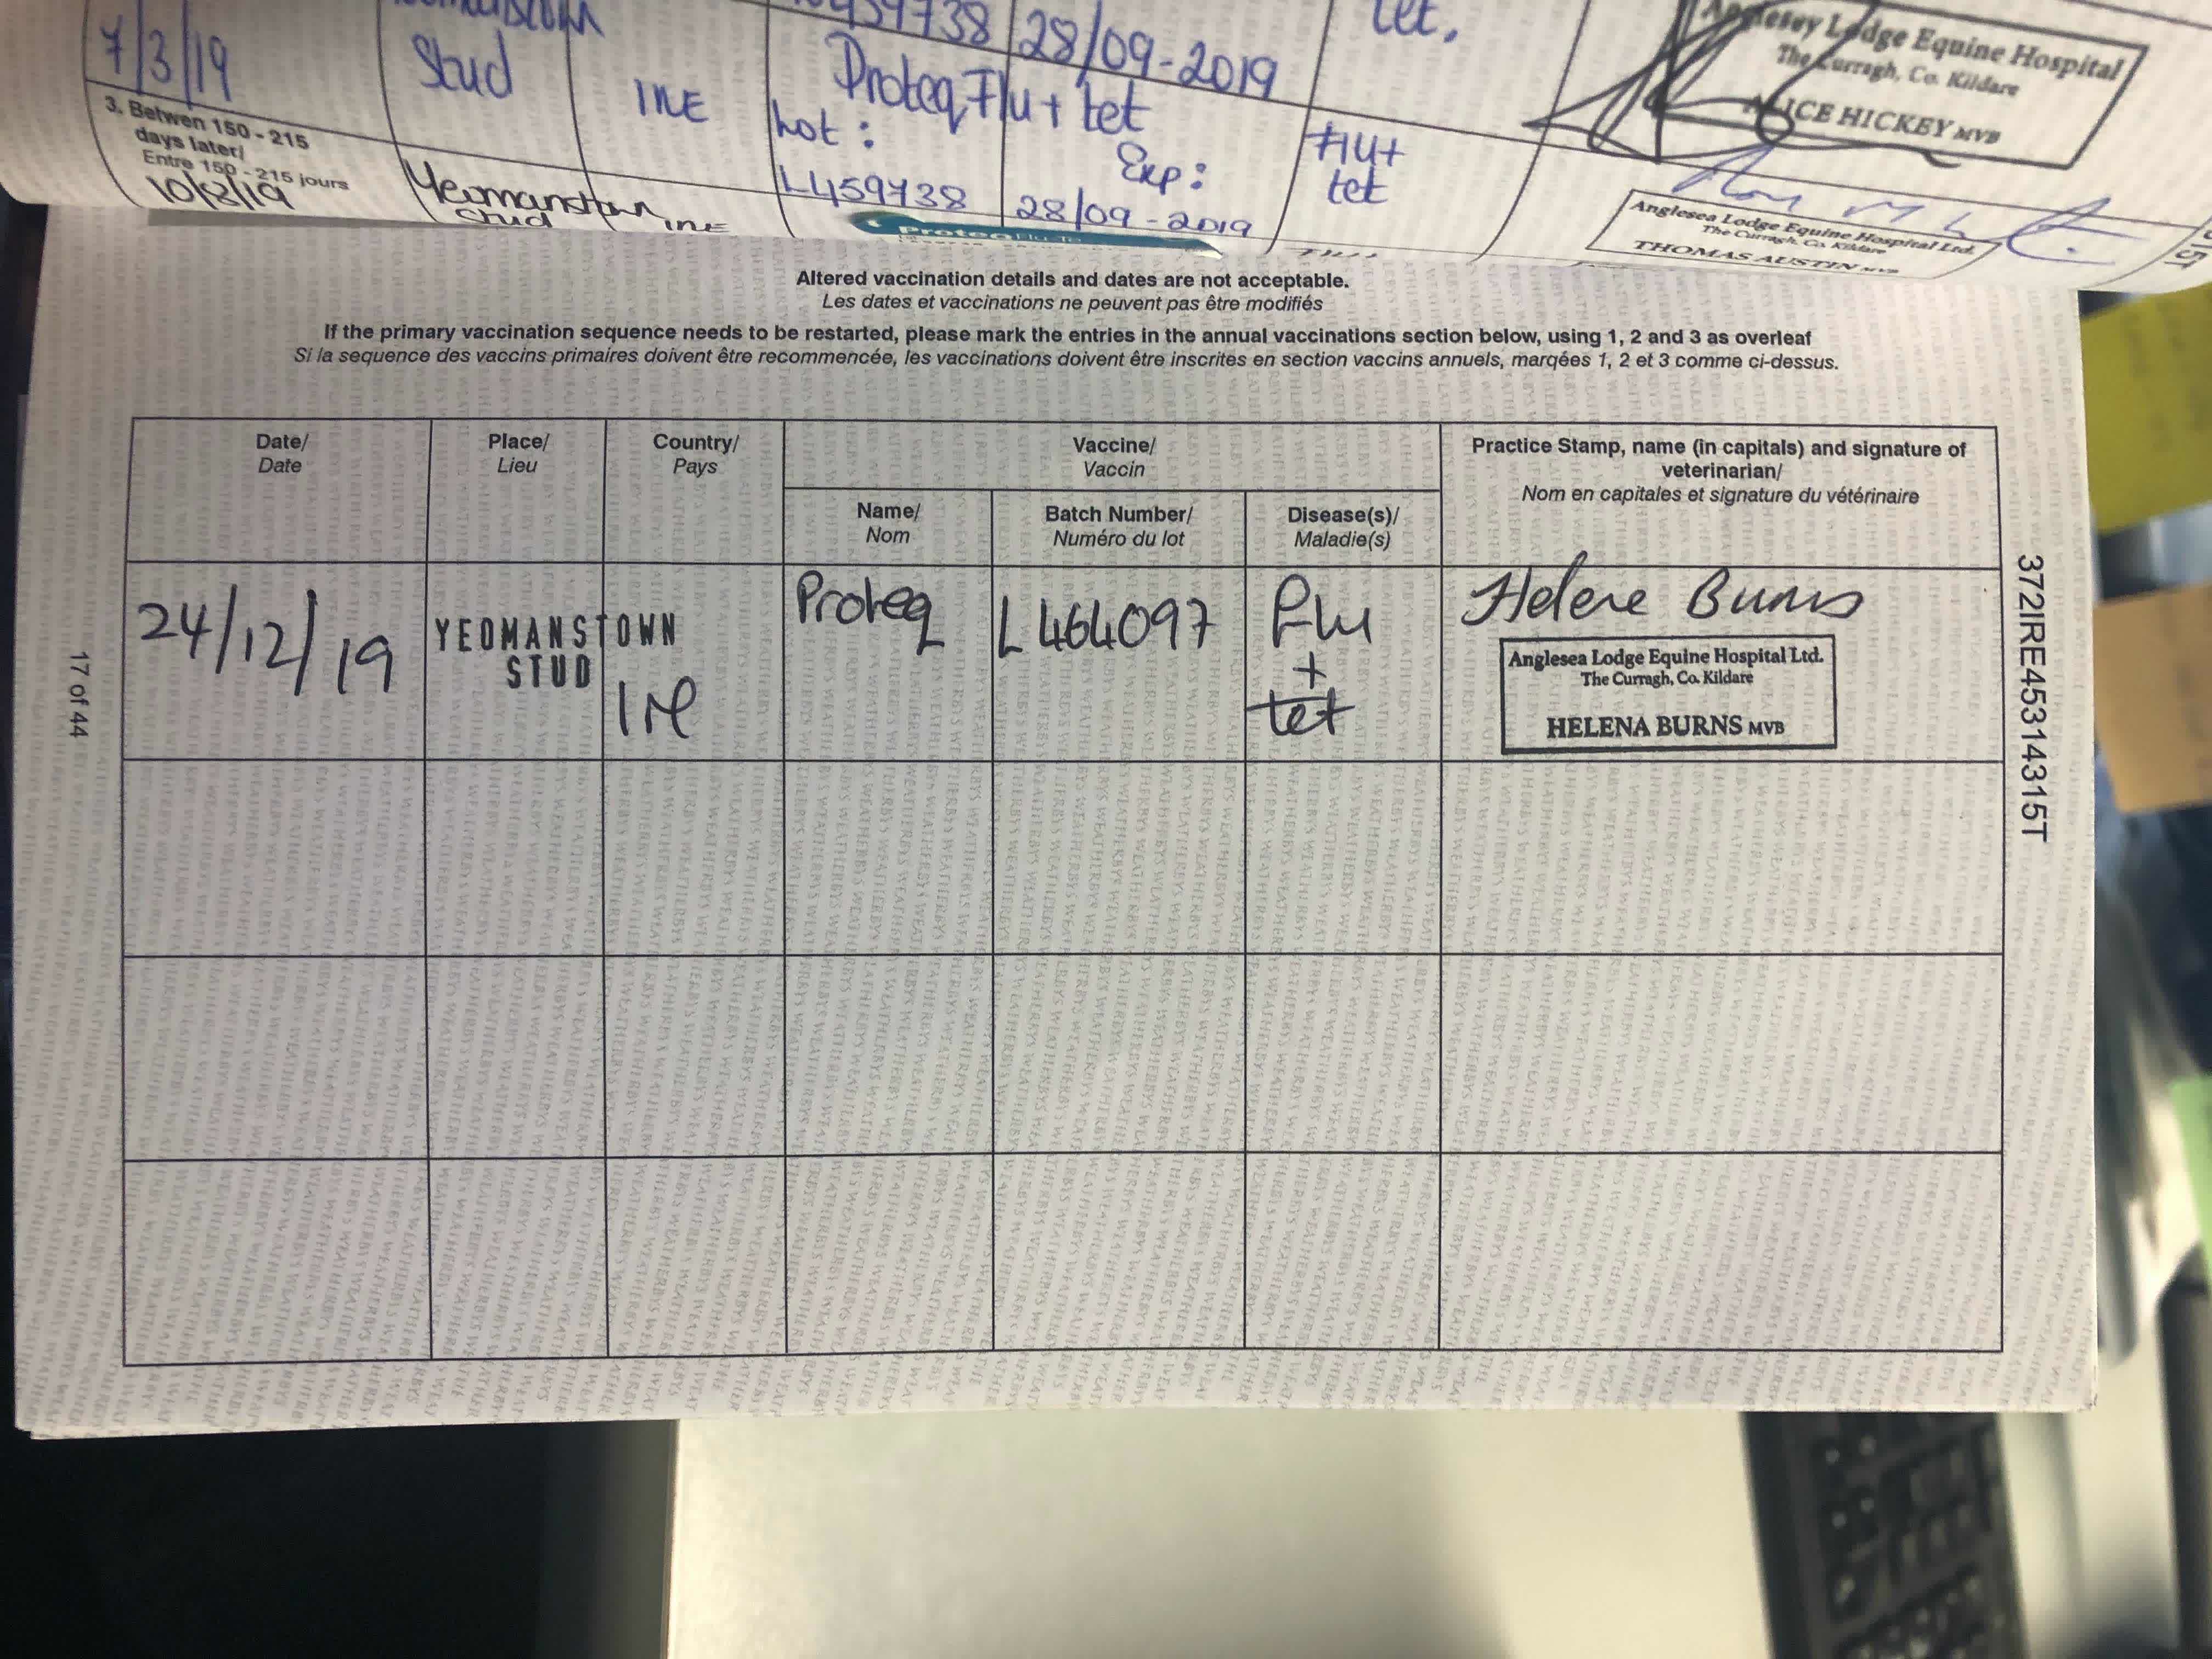 459738 28/09-2019 tet.
7/3/19 Stud IRE Proteq Flu + tet
Anglesey Lodge Equine Hospital
The Curragh, Co. Kildare
ALICE HICKEY MVB
3. Betwen 150 - 215
days later/
Entre 150 - 215 jours
10/8/19 Yeomanstown
Stud IRE
Lot: Exp: Flu+
tet
L459738 28/09-2019
Anglesea Lodge Equine Hospital Ltd.
The Curragh, Co. Kildare
THOMAS AUSTIN MVB
Altered vaccination details and dates are not acceptable.
Les dates et vaccinations ne peuvent pas être modifiés
If the primary vaccination sequence needs to be restarted, please mark the entries in the annual vaccinations section below, using 1, 2 and 3 as overleaf
Si la sequence des vaccins primaires doivent être recommencée, les vaccinations doivent être inscrites en section vaccins annuels, marqées 1, 2 et 3 comme ci-dessus.
Date/
Date
Place/
Lieu
Country/
Pays
Vaccine/
Vaccin
Name/
Nom
Batch Number/
Numéro du lot
Disease(s)/
Maladie(s)
Practice Stamp, name (in capitals) and signature of
veterinarian/
Nom en capitales et signature du vétérinaire
24/12/19
YEOMANSTOWN
STUD
Ire
Proteq
L464097
Flu
+
tet
Helena Burns
Anglesea Lodge Equine Hospital Ltd.
The Curragh, Co. Kildare
HELENA BURNS MVB
17 of 44
372IRE45314315T